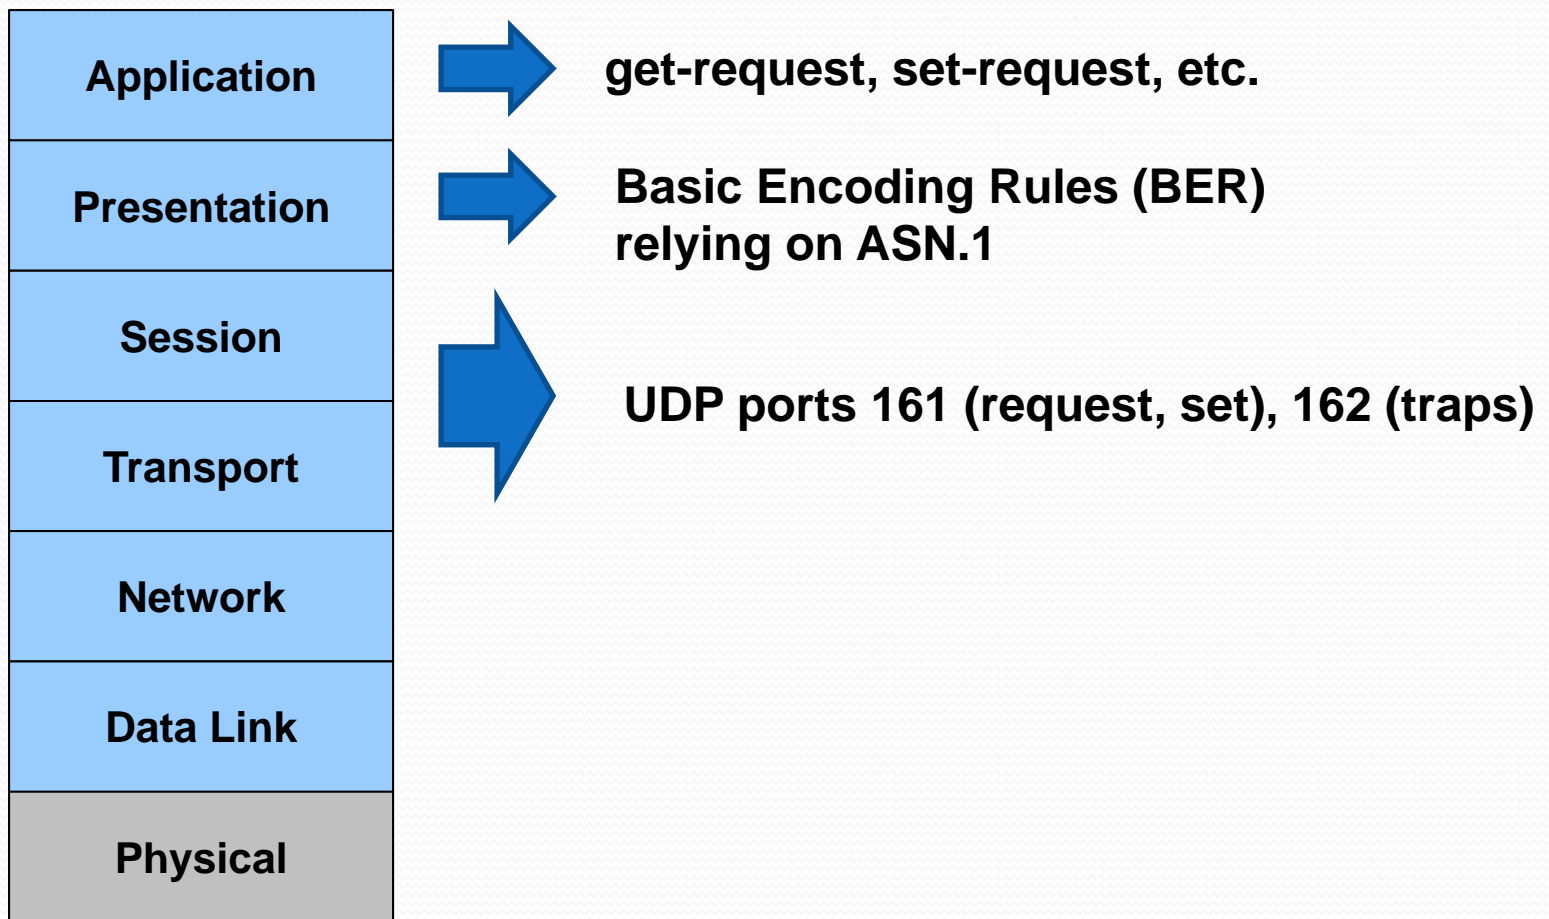 Application
get-request, set-request, etc.
Presentation
Basic Encoding Rules (BER)
relying on ASN.1
Session
Transport
UDP ports 161 (request, set), 162 (traps)
Network
Data Link
Physical